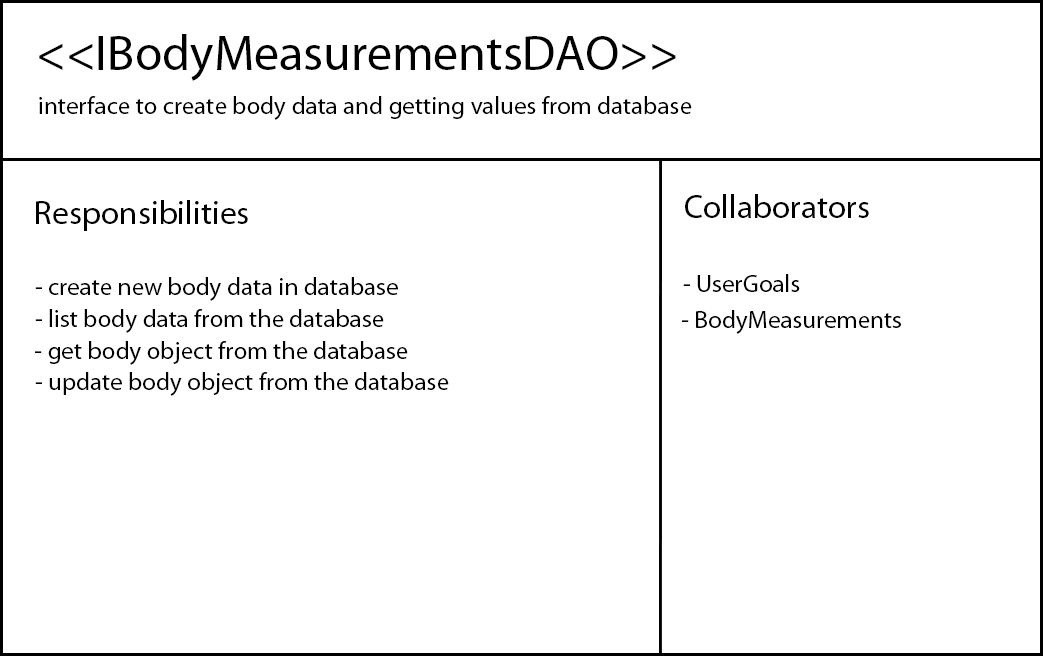 <<IBodyMeasurementsDAO>>
interface to create body data and getting values from database
Responsibilities
- create new body data in database
- list body data from the database
- get body object from the database
- update body object from the database
Collaborators
- UserGoals
- BodyMeasurements